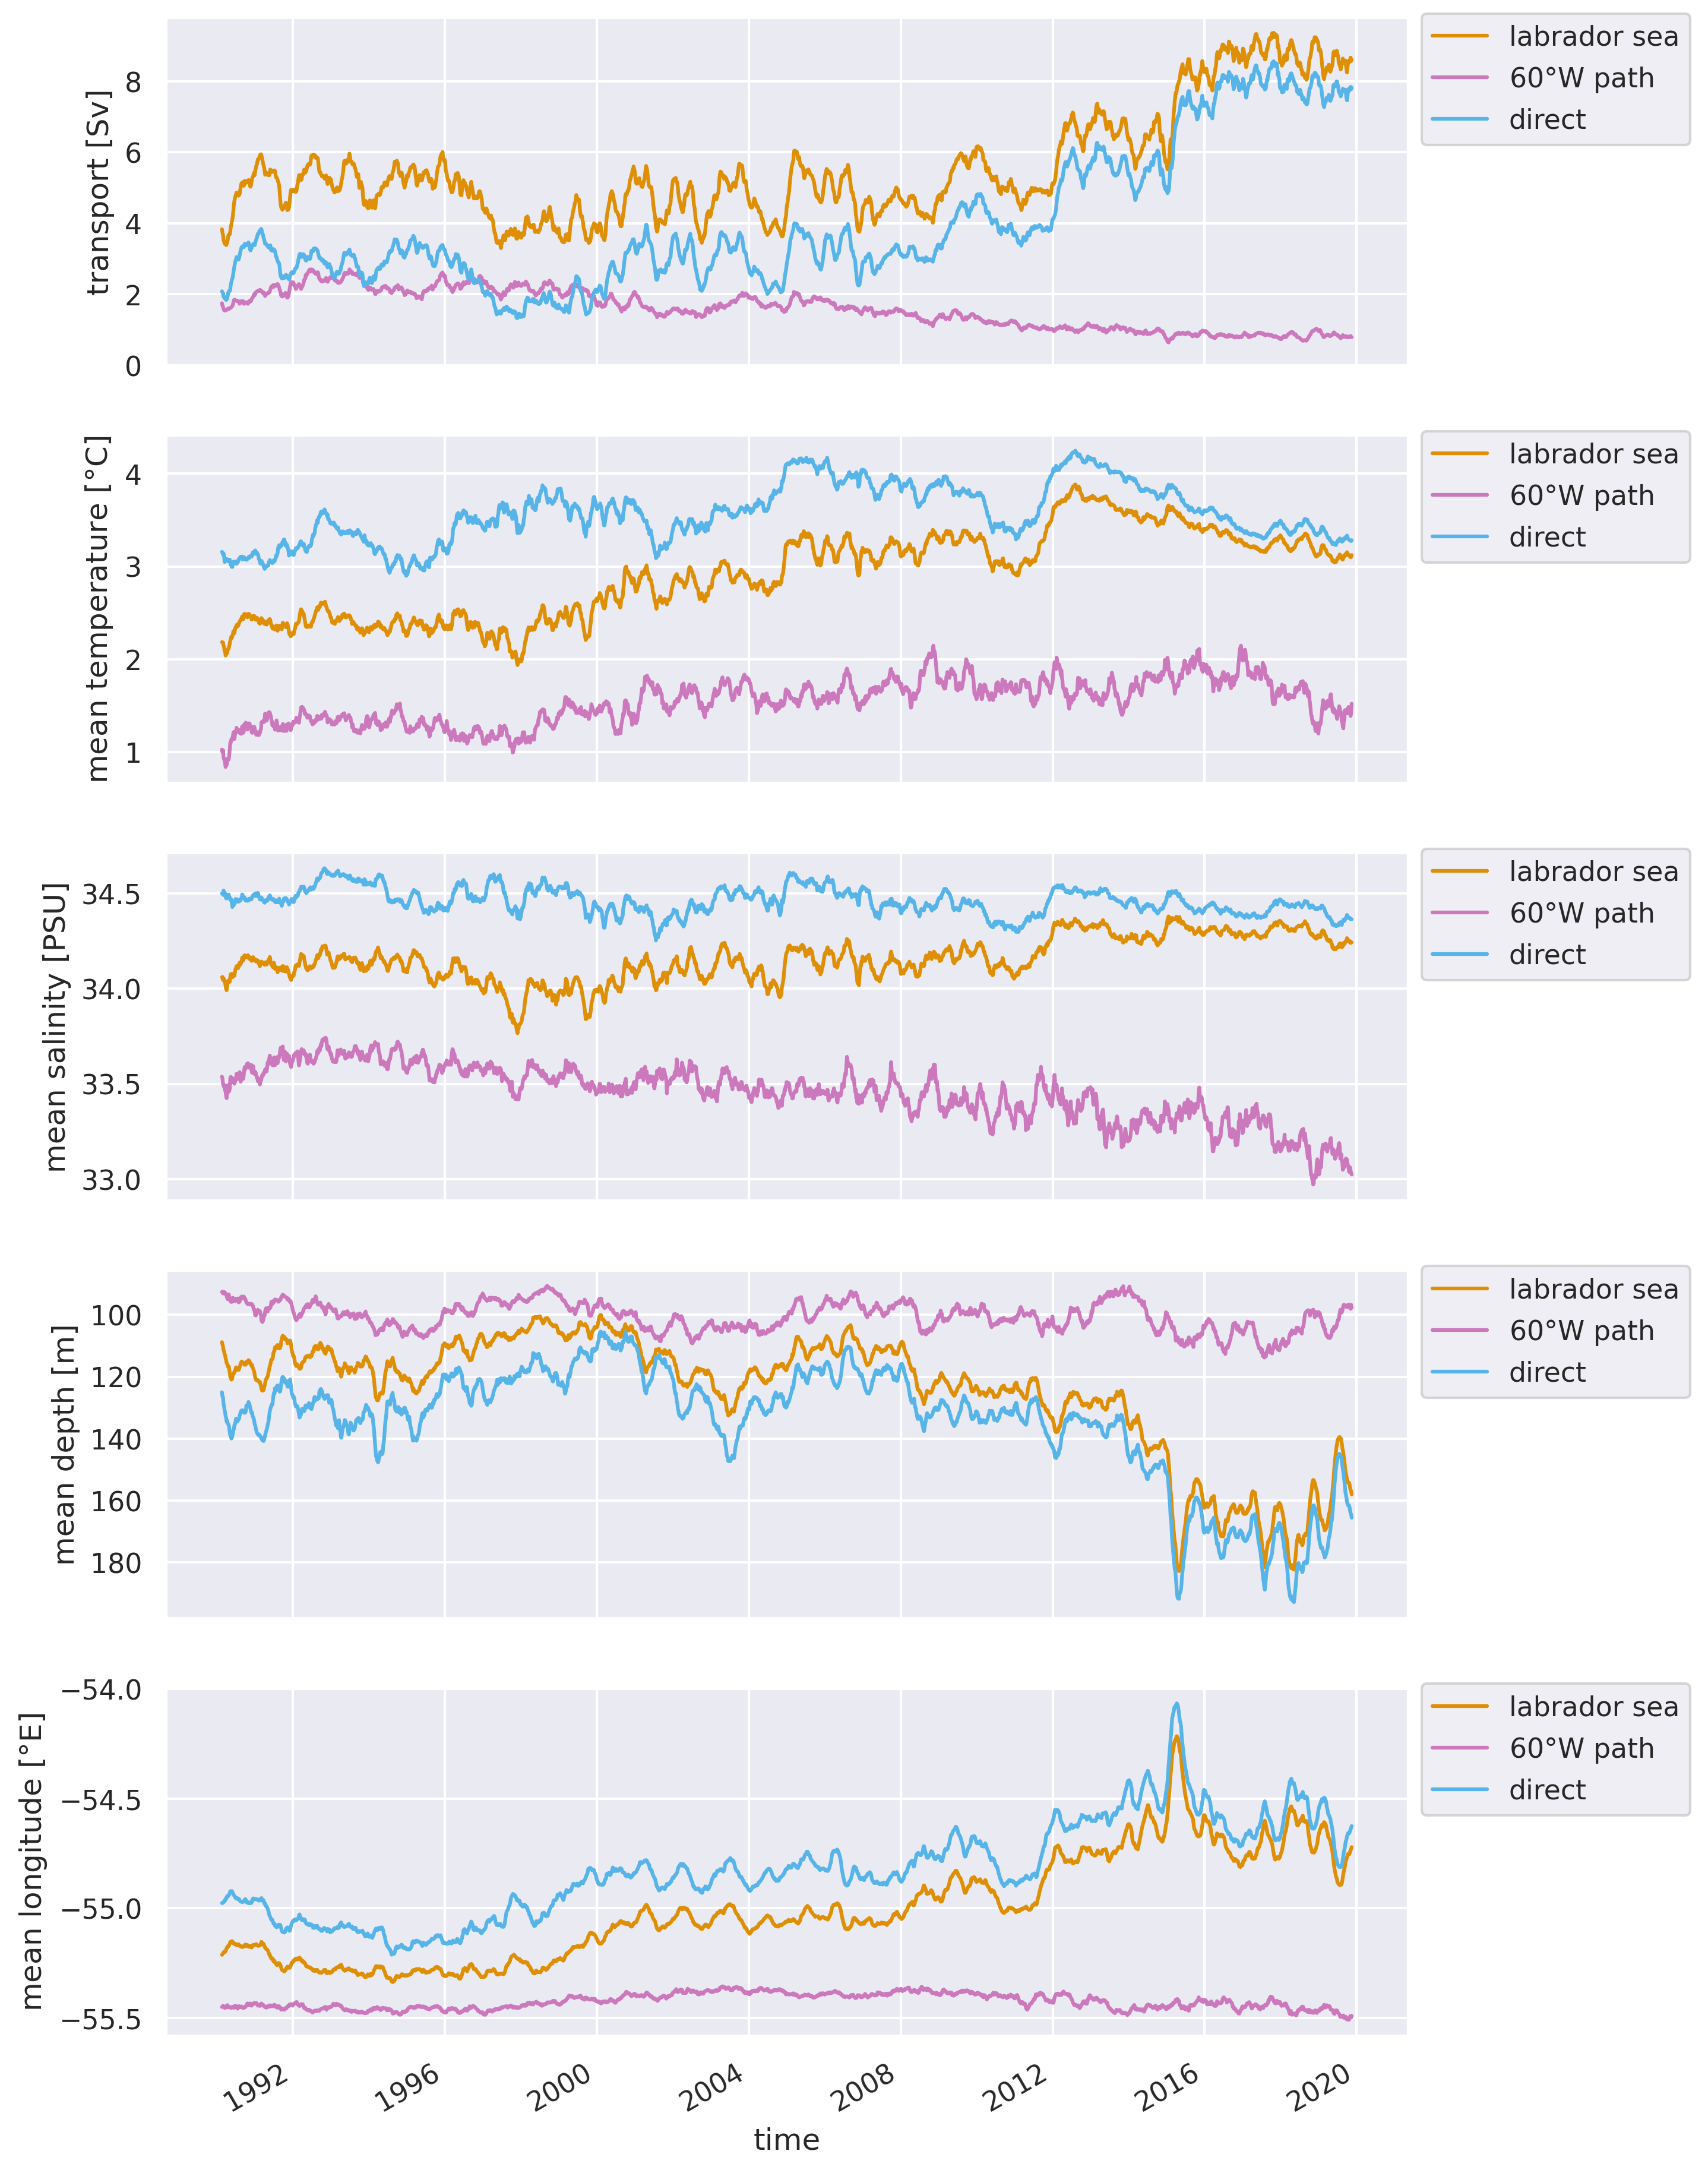 transport [Sv]
8
6
4
2
0
labrador sea
60°W path
direct
mean temperature [°C]
4
3
2
1
labrador sea
60°W path
direct
mean salinity [PSU]
34.5
34.0
33.5
33.0
labrador sea
60°W path
direct
mean depth [m]
100
120
140
160
180
labrador sea
60°W path
direct
mean longitude [°E]
−54.0
−54.5
−55.0
−55.5
labrador sea
60°W path
direct
1992 1996 2000 2004 2008 2012 2016 2020
time